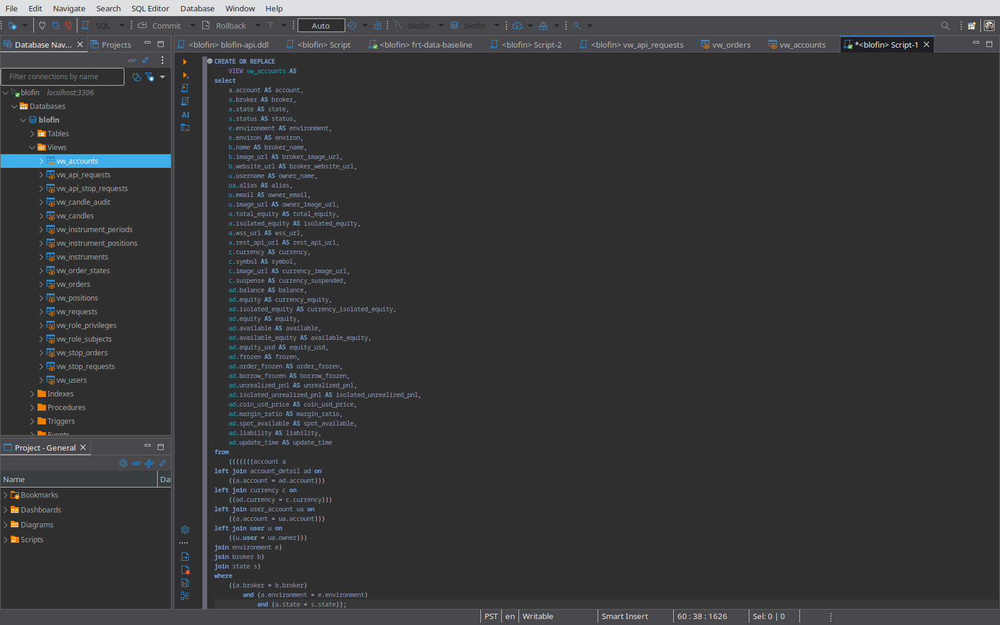 File Edit Navigate Search SQL Editor Database Window Help
SQL Commit Rollback T Auto blofin blofin
Database Nav... Projects
<blofin> blofin-api.ddl <blofin> Script <blofin> frt-data-baseline <blofin> Script-2 <blofin> vw_api_requests vw_orders vw_accounts *<blofin> Script-1
Filter connections by name
blofin localhost:3306
Databases
blofin
Tables
Views
vw_accounts
vw_api_requests
vw_api_stop_requests
vw_candle_audit
vw_candles
vw_instrument_periods
vw_instrument_positions
vw_instruments
vw_order_states
vw_orders
vw_positions
vw_requests
vw_role_privileges
vw_role_subjects
vw_stop_orders
vw_stop_requests
vw_users
Indexes
Procedures
Triggers
Events
Project - General
Name Da
Bookmarks
Dashboards
Diagrams
Scripts
AI
CREATE OR REPLACE
VIEW vw_accounts AS
select
a.account AS account,
a.broker AS broker,
a.state AS state,
s.status AS status,
e.environment AS environment,
e.environ AS environ,
b.name AS broker_name,
b.image_url AS broker_image_url,
b.website_url AS broker_website_url,
u.username AS owner_name,
ua.alias AS alias,
u.email AS owner_email,
u.image_url AS owner_image_url,
a.total_equity AS total_equity,
a.isolated_equity AS isolated_equity,
a.wss_url AS wss_url,
a.rest_api_url AS rest_api_url,
c.currency AS currency,
c.symbol AS symbol,
c.image_url AS currency_image_url,
c.suspense AS currency_suspended,
ad.balance AS balance,
ad.equity AS currency_equity,
ad.isolated_equity AS currency_isolated_equity,
ad.equity AS equity,
ad.available AS available,
ad.available_equity AS available_equity,
ad.equity_usd AS equity_usd,
ad.frozen AS frozen,
ad.order_frozen AS order_frozen,
ad.borrow_frozen AS borrow_frozen,
ad.unrealized_pnl AS unrealized_pnl,
ad.isolated_unrealized_pnl AS isolated_unrealized_pnl,
ad.coin_usd_price AS coin_usd_price,
ad.margin_ratio AS margin_ratio,
ad.spot_available AS spot_available,
ad.liability AS liability,
ad.update_time AS update_time
from
(((((((account a
left join account_detail ad on
((a.account = ad.account)))
left join currency c on
((ad.currency = c.currency)))
left join user_account ua on
((a.account = ua.account)))
left join user u on
((u.user = ua.owner)))
join environment e)
join broker b)
join state s)
where
((a.broker = b.broker)
and (a.environment = e.environment)
and (a.state = s.state));
PST en Writable Smart Insert 60 : 38 : 1626 Sel: 0 | 0